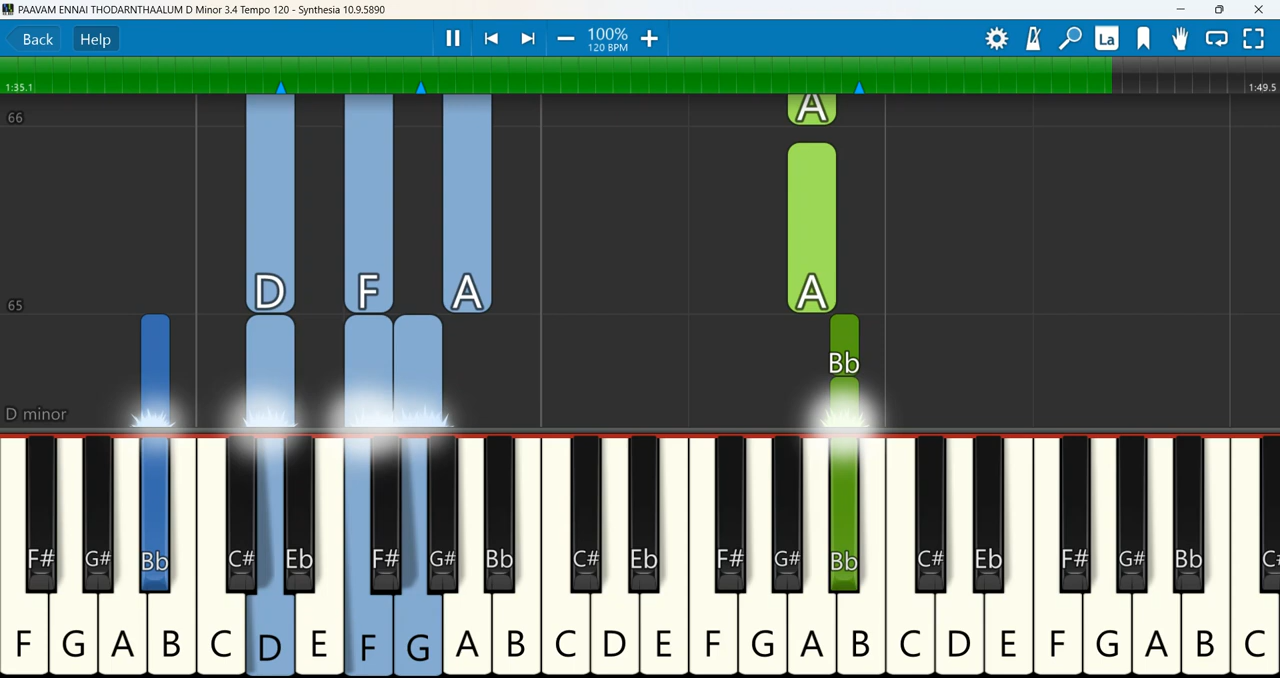 PAAVAM ENNAI THODARNTHAALUM D Minor 3.4 Tempo 120 - Synthesia 10.9.5890
Back Help 100% La
120 BPM
1:35.1 1:49.5
66 A
D F A A
65
Bb
D minor
F# G# Bb C# Eb F# G# Bb C# Eb F# G# Bb C# Eb F# G# Bb C
F G A B C D E F G A B C D E F G A B C D E F G A B C